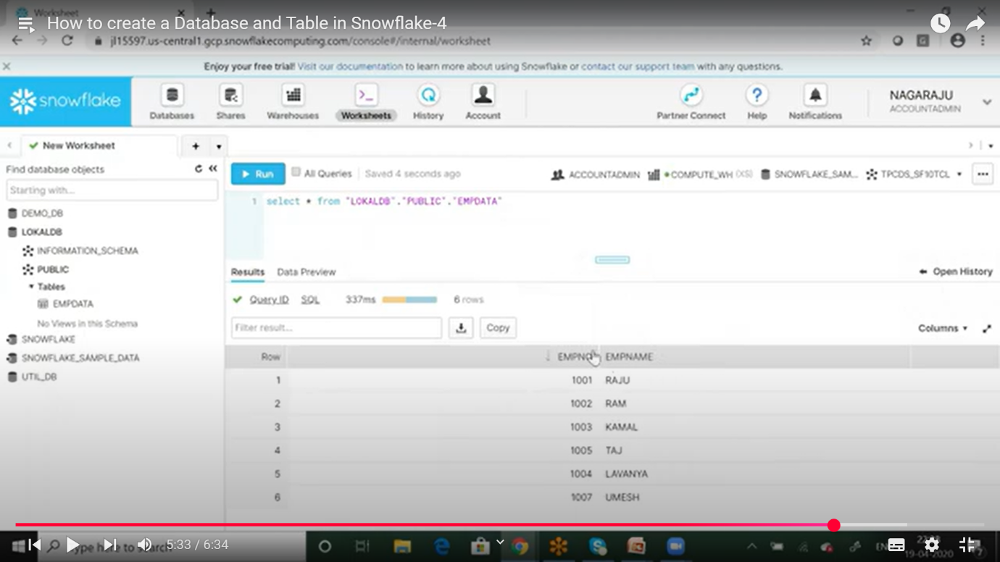 Worksheet
How to create a Database and Table in Snowflake-4
jl15597.us-central1.gcp.snowflakecomputing.com/console#/internal/worksheet
Enjoy your free trial! Visit our documentation to learn more about using Snowflake or contact our support team with any questions.
snowflake
Databases Shares Warehouses Worksheets History Account Partner Connect Help Notifications
NAGARAJU
ACCOUNTADMIN
New Worksheet
Find database objects
Starting with...
DEMO_DB
LOKALDB
INFORMATION_SCHEMA
PUBLIC
Tables
EMPDATA
No Views in this Schema
SNOWFLAKE
SNOWFLAKE_SAMPLE_DATA
UTIL_DB
Run All Queries Saved 4 seconds ago ACCOUNTADMIN COMPUTE_WH (XS) SNOWFLAKE_SAM... TPCDS_SF10TCL
1 select * from "LOKALDB"."PUBLIC"."EMPDATA"
Results Data Preview Open History
Query ID SQL 337ms 6 rows
Filter result... Copy Columns
Row EMPNO EMPNAME
1 1001 RAJU
2 1002 RAM
3 1003 KAMAL
4 1005 TAJ
5 1004 LAVANYA
6 1007 UMESH
5:33 / 6:34
here to
19-04-2020